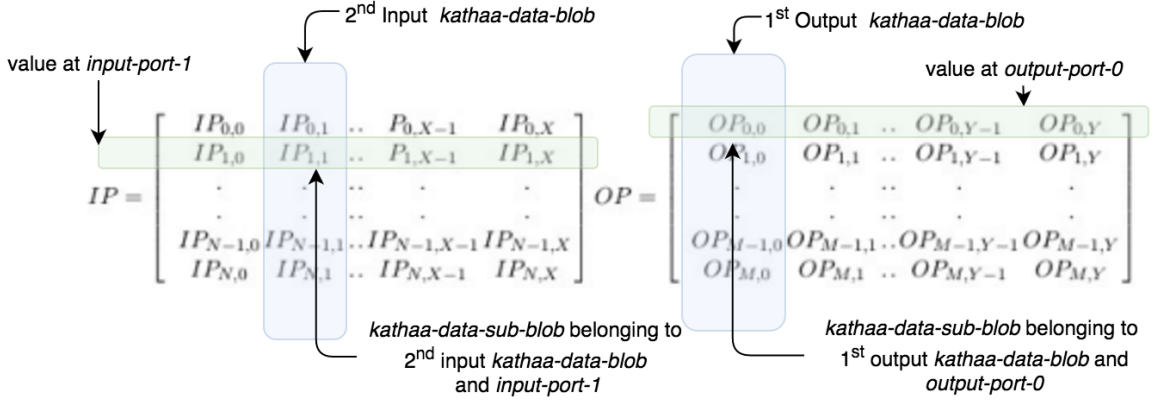 2nd Input kathaa-data-blob
1st Output kathaa-data-blob
value at input-port-1
value at output-port-0
IP0,0 IP0,1 .. P0,X−1 IP0,X
IP1,0 IP1,1 .. P1,X−1 IP1,X
IP =
. . .. . .
. . .. . .
IPN−1,0 IPN−1,1 .. IPN−1,X−1 IPN−1,X
IPN,0 IPN,1 .. IPN,X−1 IPN,X
OP0,0 OP0,1 .. OP0,Y−1 OP0,Y
OP1,0 OP1,1 .. OP1,Y−1 OP1,Y
OP =
. . .. . .
. . .. . .
OPM−1,0 OPM−1,1 .. OPM−1,Y−1 OPM−1,Y
OPM,0 OPM,1 .. OPM,Y−1 OPM,Y
kathaa-data-sub-blob belonging to
2nd input kathaa-data-blob
and input-port-1
kathaa-data-sub-blob belonging to
1st output kathaa-data-blob and
output-port-0